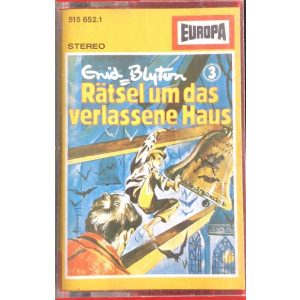 515 652.1
EUROPA
STEREO
Enid Blyton
3
Rätsel um das
verlassene Haus